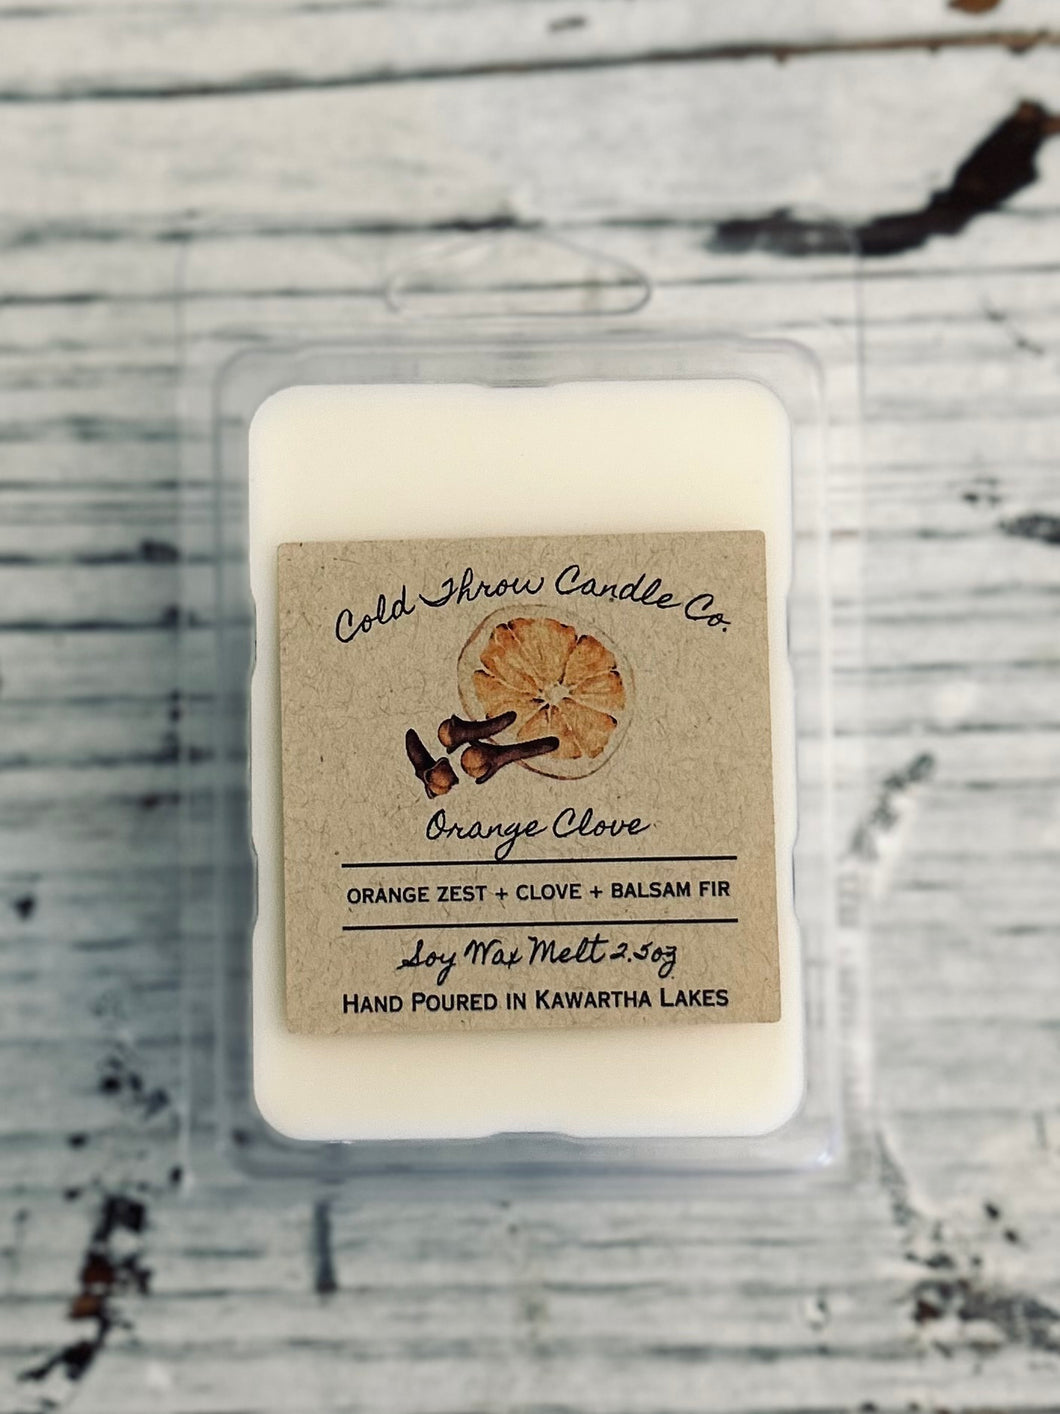 Cold Throw Candle Co.
Orange Clove
ORANGE ZEST + CLOVE + BALSAM FIR
Soy Wax Melt 2.5oz
HAND POURED IN KAWARTHA LAKES